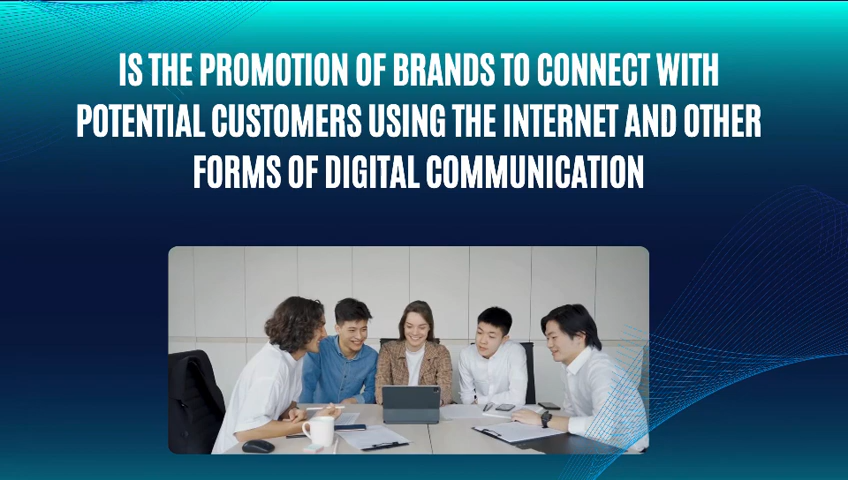 IS THE PROMOTION OF BRANDS TO CONNECT WITH
POTENTIAL CUSTOMERS USING THE INTERNET AND OTHER
FORMS OF DIGITAL COMMUNICATION